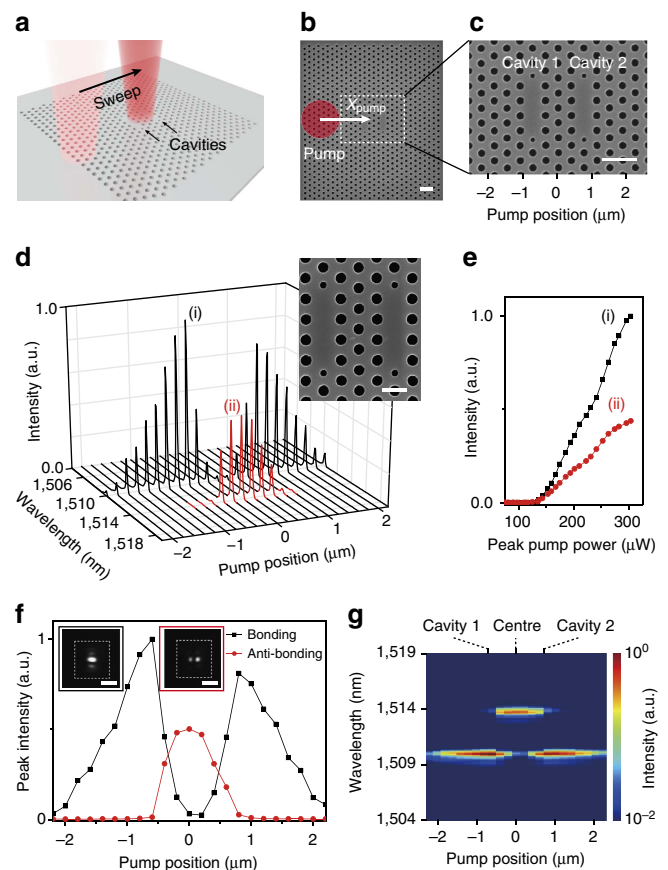 a
Sweep
Cavities
b
Xpump
Pump
c
Cavity 1 Cavity 2
−2 −1 0 1 2
Pump position (μm)
d
1.0
Intensity (a.u.)
0.0
(i)
(ii)
1,506
1,510
1,514
1,518
Wavelength (nm)
−2 −1 0 1 2
Pump position (μm)
e
1.0
Intensity (a.u.)
0.0
(i)
(ii)
100 200 300
Peak pump power (μW)
f
1
Peak intensity (a.u.)
0
Bonding
Anti-bonding
−2 −1 0 1 2
Pump position (μm)
g
Cavity 1 Centre Cavity 2
1,519
1,514
1,509
1,504
Wavelength (nm)
10⁰
Intensity (a.u.)
10⁻²
−2 −1 0 1 2
Pump position (μm)